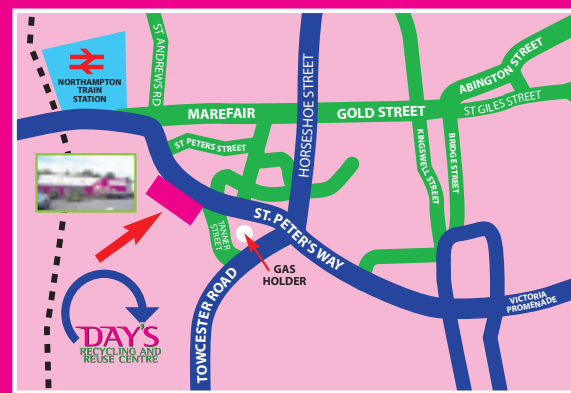 ST ANDREWS RD
HORSESHOE STREET
ABINGTON STREET
NORTHAMPTON
TRAIN
STATION
MAREFAIR
GOLD STREET
ST GILES STREET
ST PETERS STREET
KINGSWELL STREET
BRIDGE STREET
TANNER
STREET
ST. PETER'S WAY
GAS
HOLDER
TOWCESTER ROAD
VICTORIA
PROMENADE
DAY'S
RECYCLING AND
REUSE CENTRE